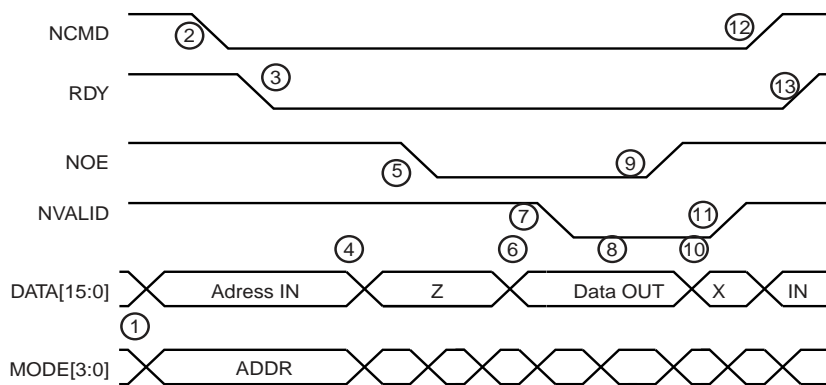 NCMD
2
12
RDY
3
13
NOE
5
9
NVALID
7
11
4
6
8
10
DATA[15:0]
Adress IN
Z
Data OUT
X
IN
1
MODE[3:0]
ADDR